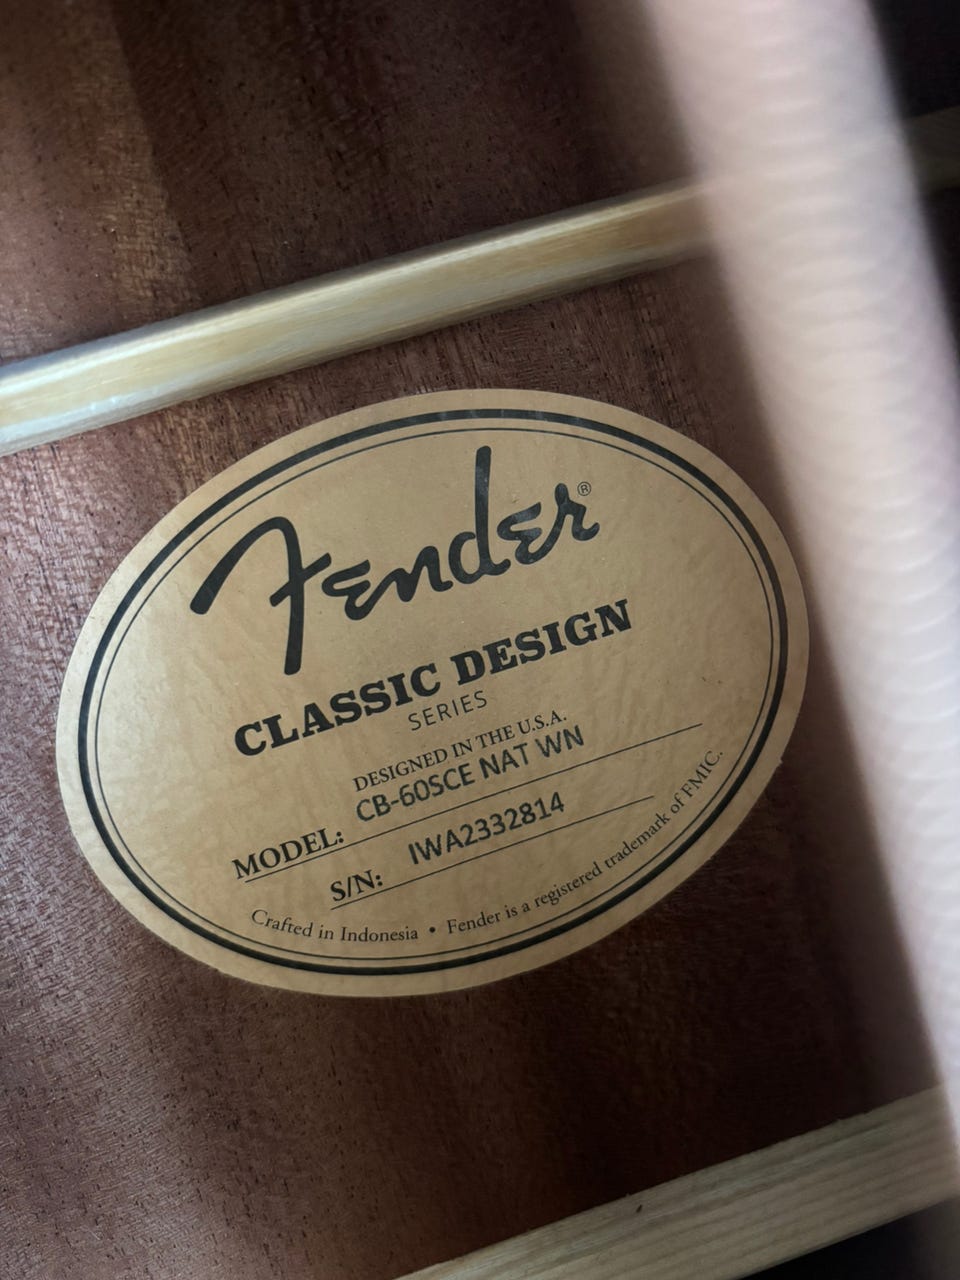 Fender®
CLASSIC DESIGN
SERIES
DESIGNED IN THE U.S.A.
MODEL: CB-60SCE NAT WN
S/N: IWA2332814
Crafted in Indonesia • Fender is a registered trademark of FMIC.